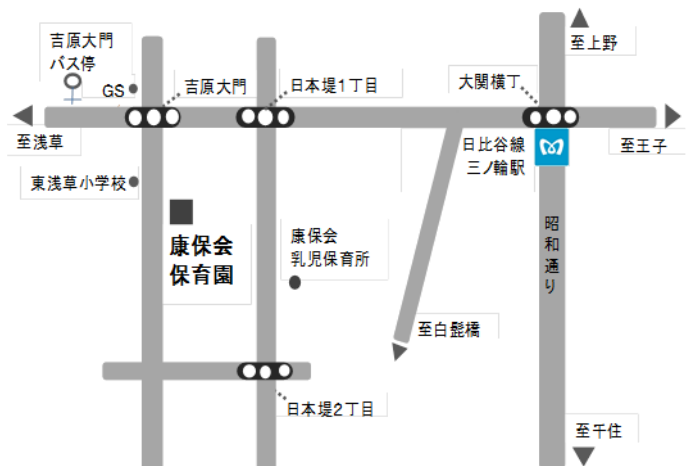 吉原大門
バス停
GS
吉原大門
日本堤1丁目
大関横丁
至上野
至浅草
日比谷線
三ノ輪駅
至王子
東浅草小学校
康保会
保育園
康保会
乳児保育所
昭和通り
至白髭橋
日本堤2丁目
至千住